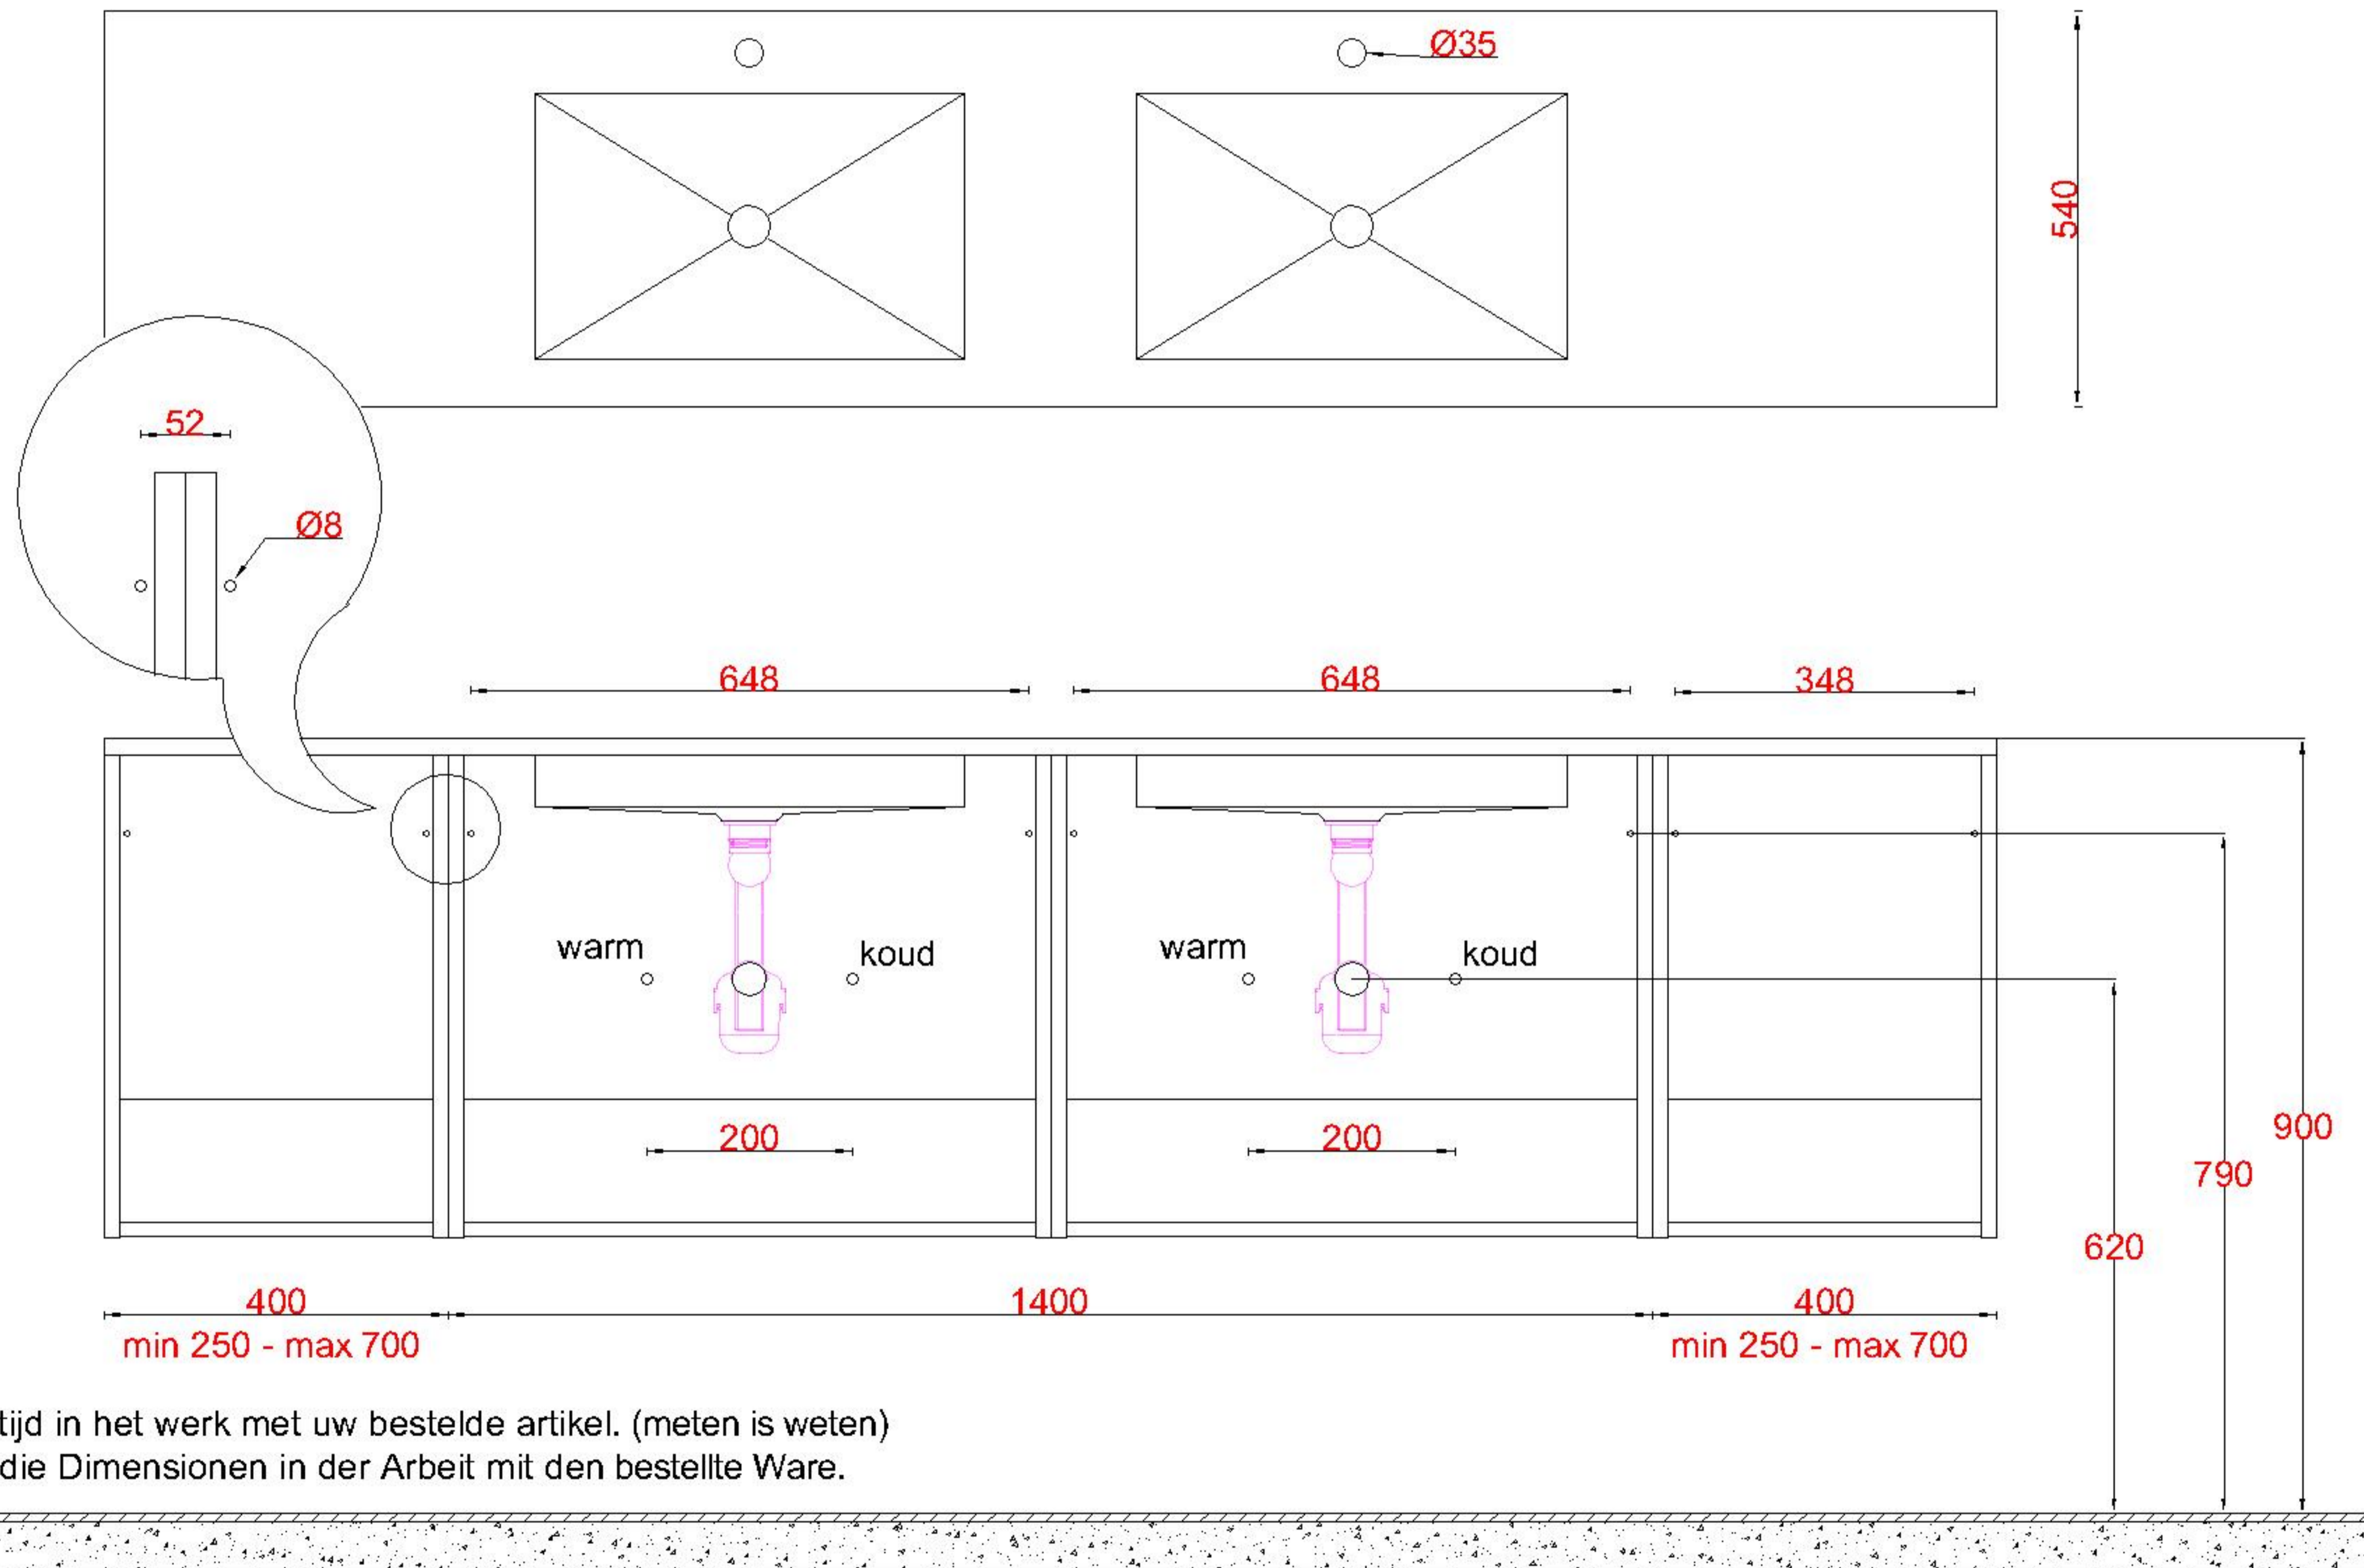 Ø35
540
52
Ø8
648
648
348
warm
koud
warm
koud
200
200
900
790
620
400
1400
400
min 250 - max 700
min 250 - max 700
tijd in het werk met uw bestelde artikel. (meten is weten)
die Dimensionen in der Arbeit mit den bestellte Ware.